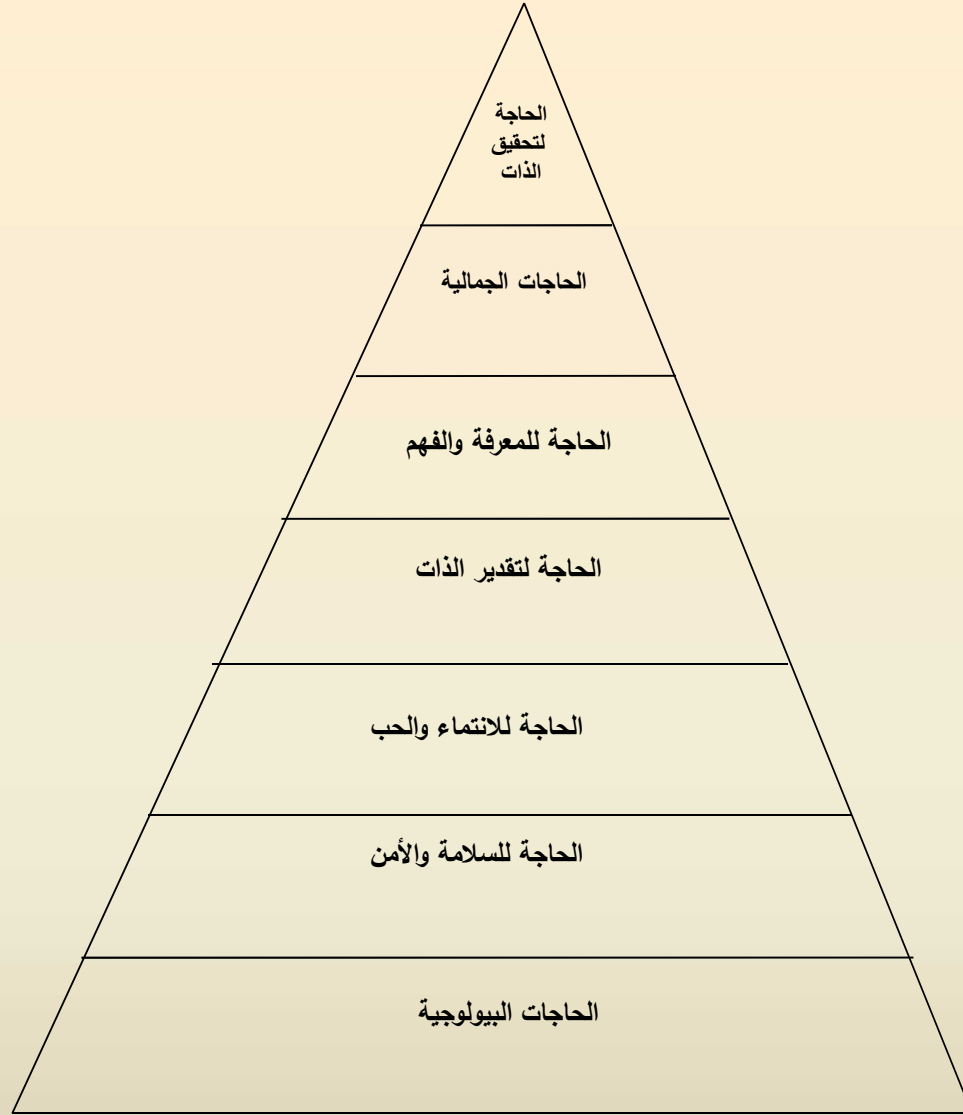 الحاجة
لتحقيق
الذات
الحاجات الجمالية
الحاجة للمعرفة والفهم
الحاجة لتقدير الذات
الحاجة للانتماء والحب
الحاجة للسلامة والأمن
الحاجات البيولوجية